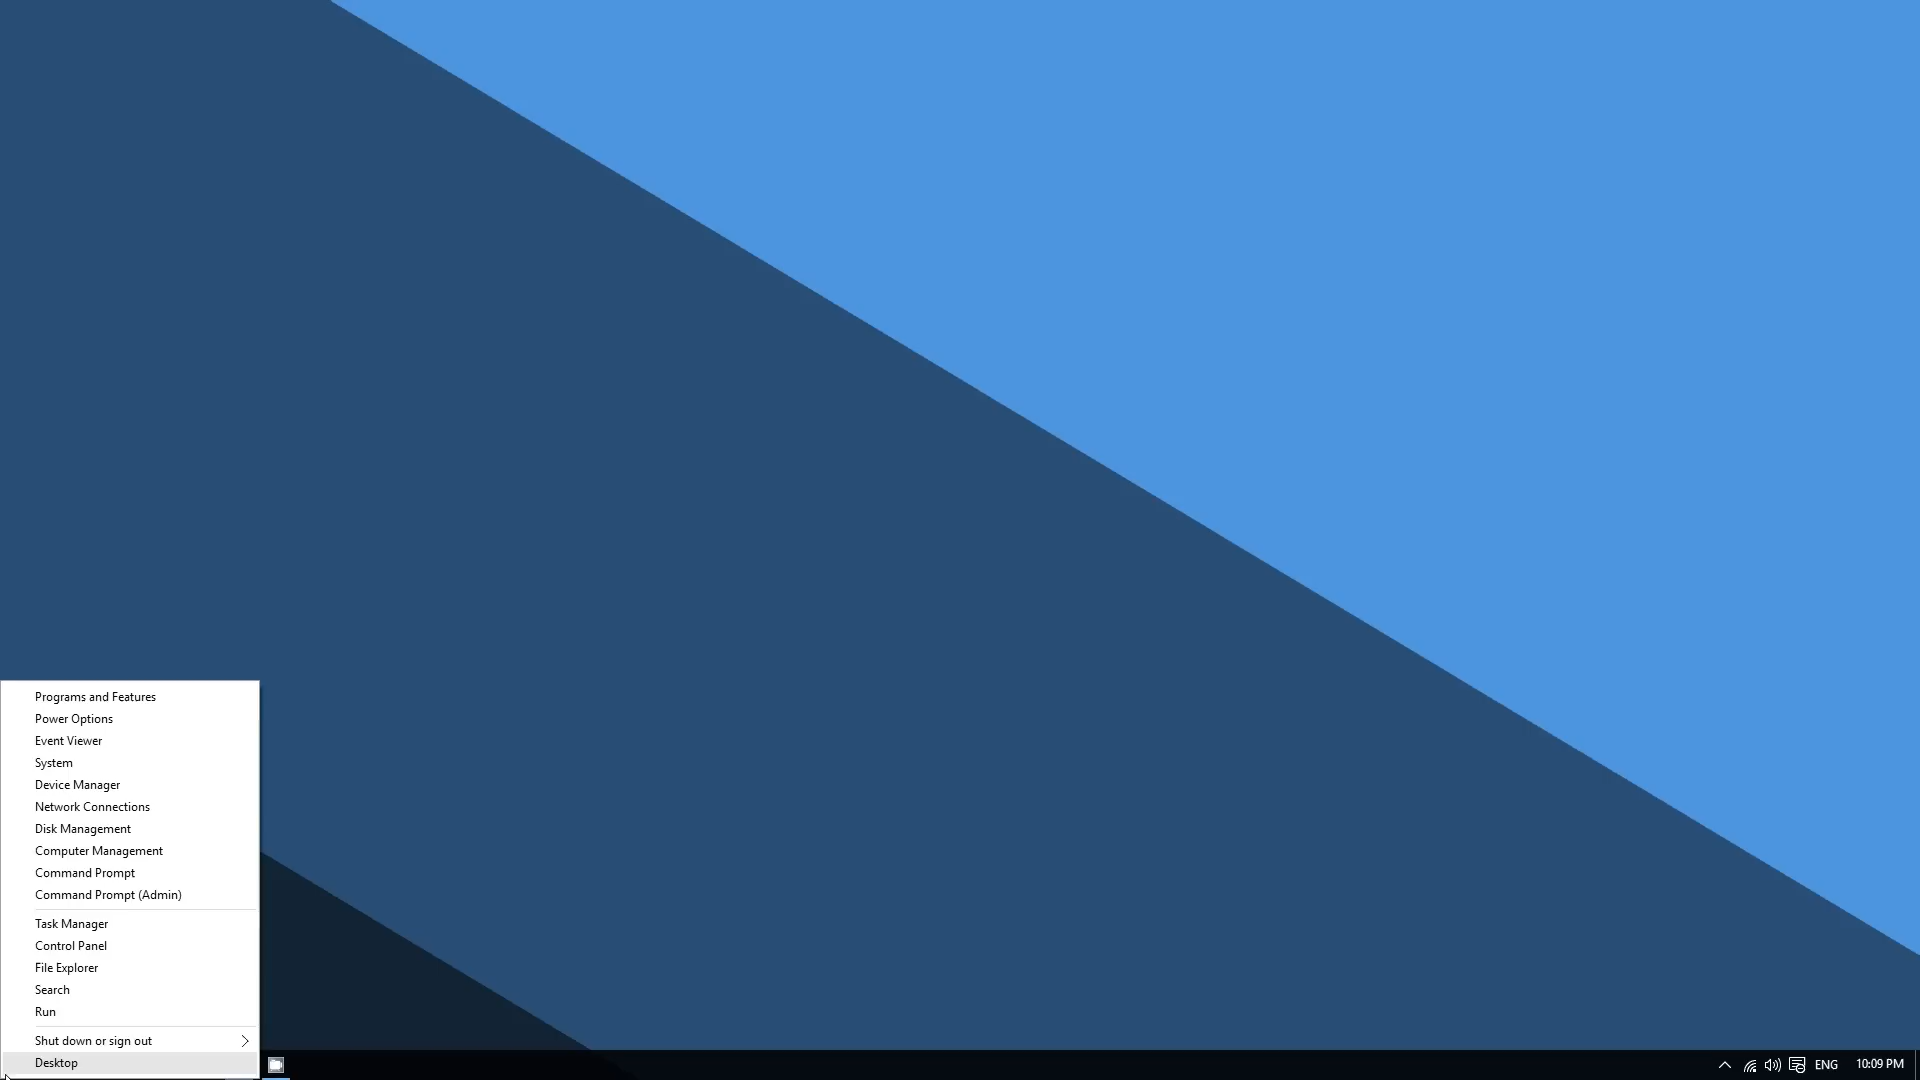 Programs and Features
Power Options
Event Viewer
System
Device Manager
Network Connections
Disk Management
Computer Management
Command Prompt
Command Prompt (Admin)
Task Manager
Control Panel
File Explorer
Search
Run
Shut down or sign out
Desktop
ENG
10:09 PM